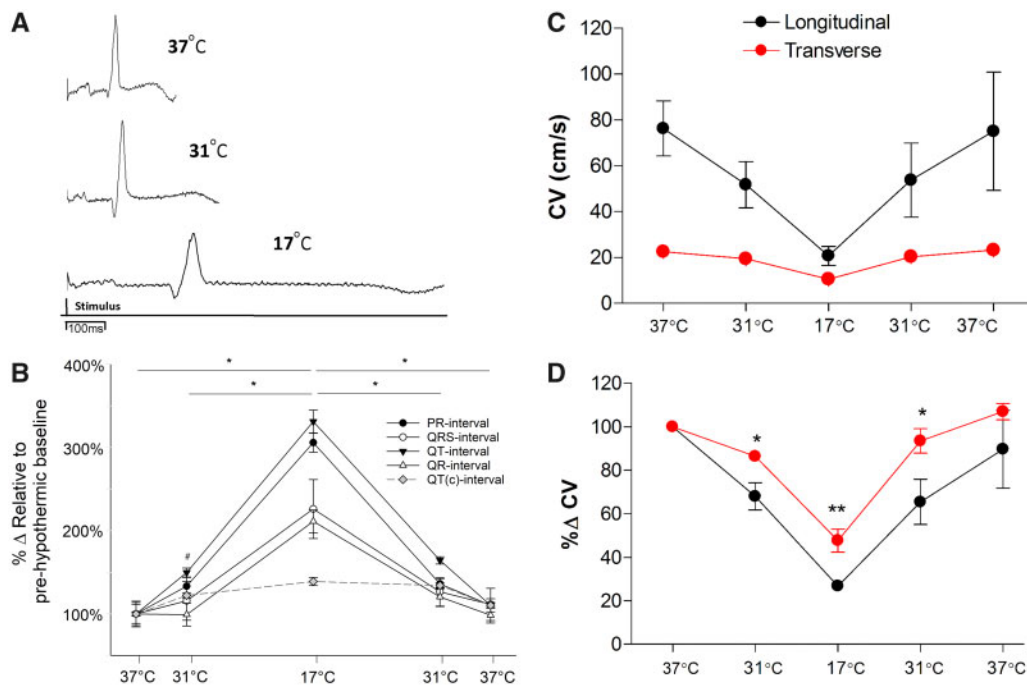 A
37°C
31°C
17°C
Stimulus
100ms
B
400%
300%
200%
100%
% Δ Relative to
pre-hypothermic baseline
*
*
*
*
#
PR-interval
QRS-interval
QT-interval
QR-interval
QT(c)-interval
37°C
31°C
17°C
31°C
37°C
C
Longitudinal
Transverse
CV (cm/s)
120
100
80
60
40
20
0
37°C
31°C
17°C
31°C
37°C
D
%Δ CV
120
100
80
60
40
20
0
*
**
*
37°C
31°C
17°C
31°C
37°C